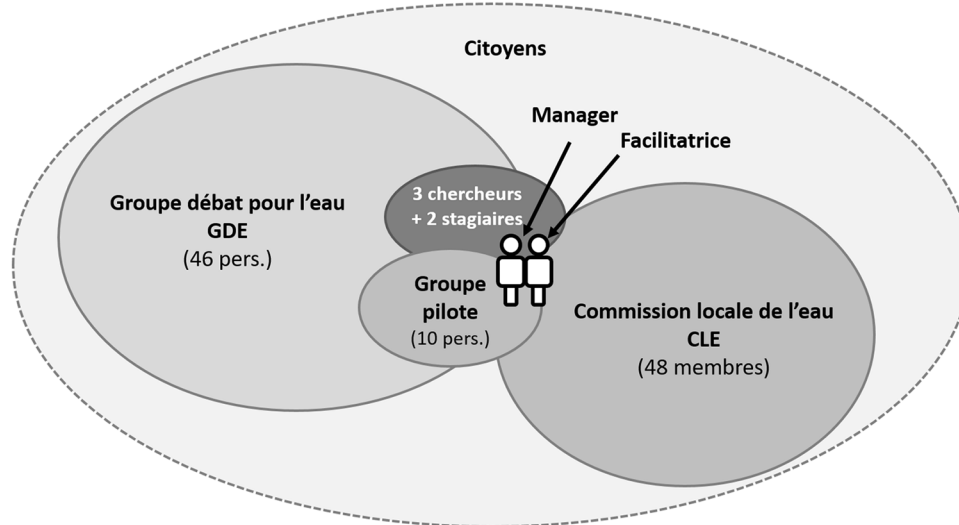 Citoyens
Manager
Facilitatrice
3 chercheurs
+ 2 stagiaires
Groupe débat pour l'eau
GDE
(46 pers.)
Groupe
pilote
(10 pers.)
Commission locale de l'eau
CLE
(48 membres)